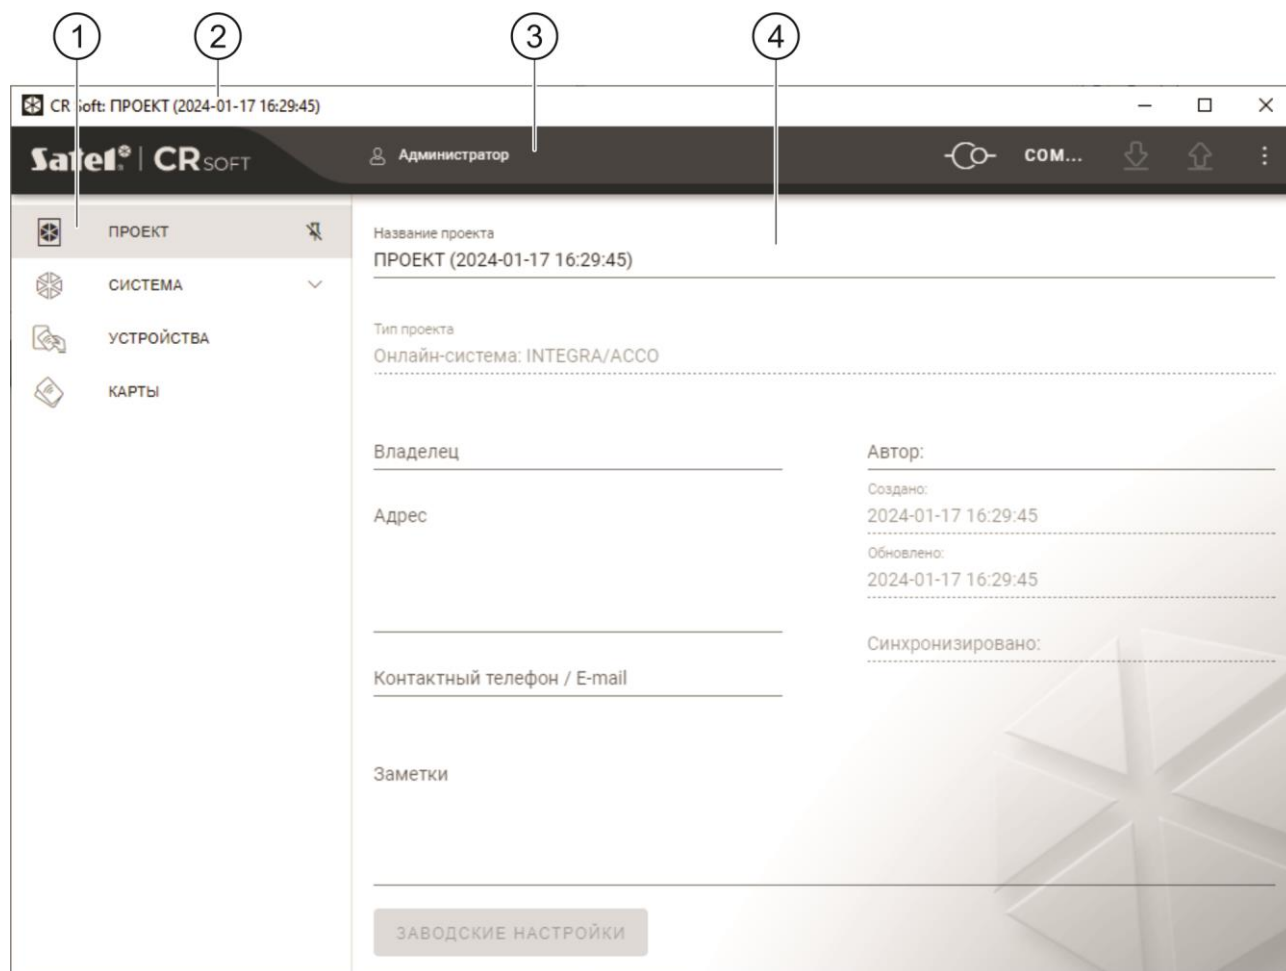 1 2 3 4
CR Soft: ПРОЕКТ (2024-01-17 16:29:45)
Satel® | CR SOFT
Администратор
COM...
ПРОЕКТ
СИСТЕМА
УСТРОЙСТВА
КАРТЫ
Название проекта
ПРОЕКТ (2024-01-17 16:29:45)
Тип проекта
Онлайн-система: INTEGRA/ACCO
Владелец
Адрес
Контактный телефон / E-mail
Заметки
Автор:
Создано:
2024-01-17 16:29:45
Обновлено:
2024-01-17 16:29:45
Синхронизировано:
ЗАВОДСКИЕ НАСТРОЙКИ